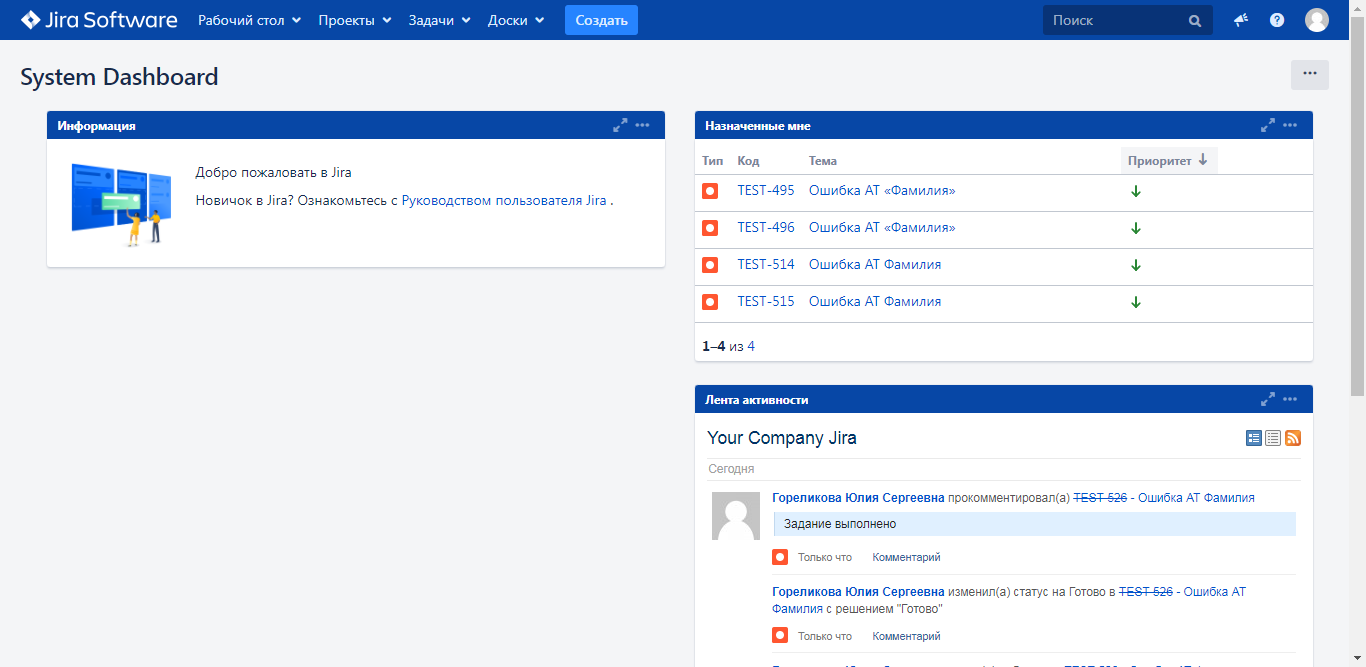 Jira Software Рабочий стол Проекты Задачи Доски Создать Поиск
System Dashboard
Информация
Добро пожаловать в Jira
Новичок в Jira? Ознакомьтесь с Руководством пользователя Jira .
Назначенные мне
Тип Код Тема Приоритет
TEST-495 Ошибка АТ «Фамилия»
TEST-496 Ошибка АТ «Фамилия»
TEST-514 Ошибка АТ Фамилия
TEST-515 Ошибка АТ Фамилия
1–4 из 4
Лента активности
Your Company Jira
Сегодня
Гореликова Юлия Сергеевна прокомментировал(а) TEST-526 - Ошибка АТ Фамилия
Задание выполнено
Только что Комментарий
Гореликова Юлия Сергеевна изменил(а) статус на Готово в TEST-526 - Ошибка АТ
Фамилия с решением "Готово"
Только что Комментарий